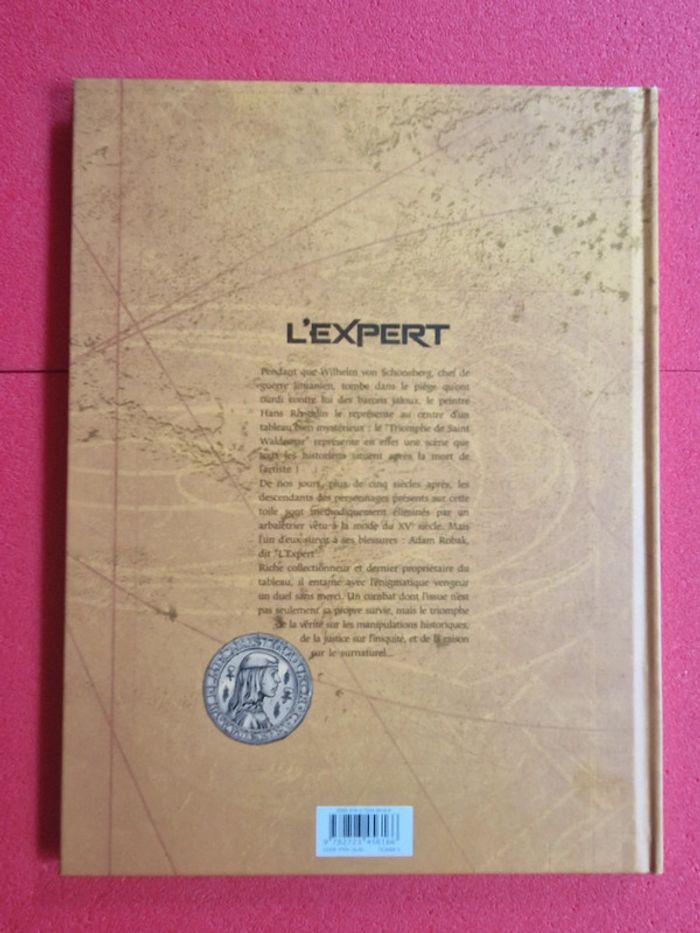 L'EXPERT
Pendant que Wilhelm von Schonneberg, chef de
guerre lituanien, tombe dans le piège qu'ont
ourdi contre lui des barons jaloux, le peintre
Hans le représente au centre d'un
tableau bien mystérieux : le "Triomphe de Saint
Waldemar" représente en effet une scène que
tous les historiens situent après la mort de
l'artiste !
De nos jours, plus de cinq siècles après, les
descendants des personnages présents sur cette
toile sont méthodiquement éliminés par un
arbalétrier vêtu à la mode du XVe siècle. Mais
l'un d'eux survit à ses blessures : Adam Robak,
dit "L'Expert".
Riche collectionneur et dernier propriétaire du
tableau, il entame avec l'énigmatique vengeur
un duel sans merci. Un combat dont l'issue n'est
pas seulement sa propre survie, mais le triomphe
de la vérité sur les manipulations historiques,
de la justice sur l'iniquité, et de la raison
sur le surnaturel...
9 782723 456166